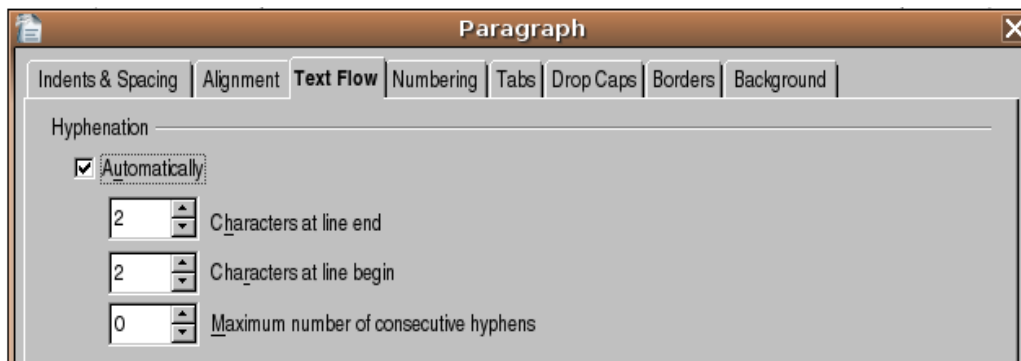 Paragraph
Indents & Spacing Alignment Text Flow Numbering Tabs Drop Caps Borders Background
Hyphenation
Automatically
2 Characters at line end
2 Characters at line begin
0 Maximum number of consecutive hyphens